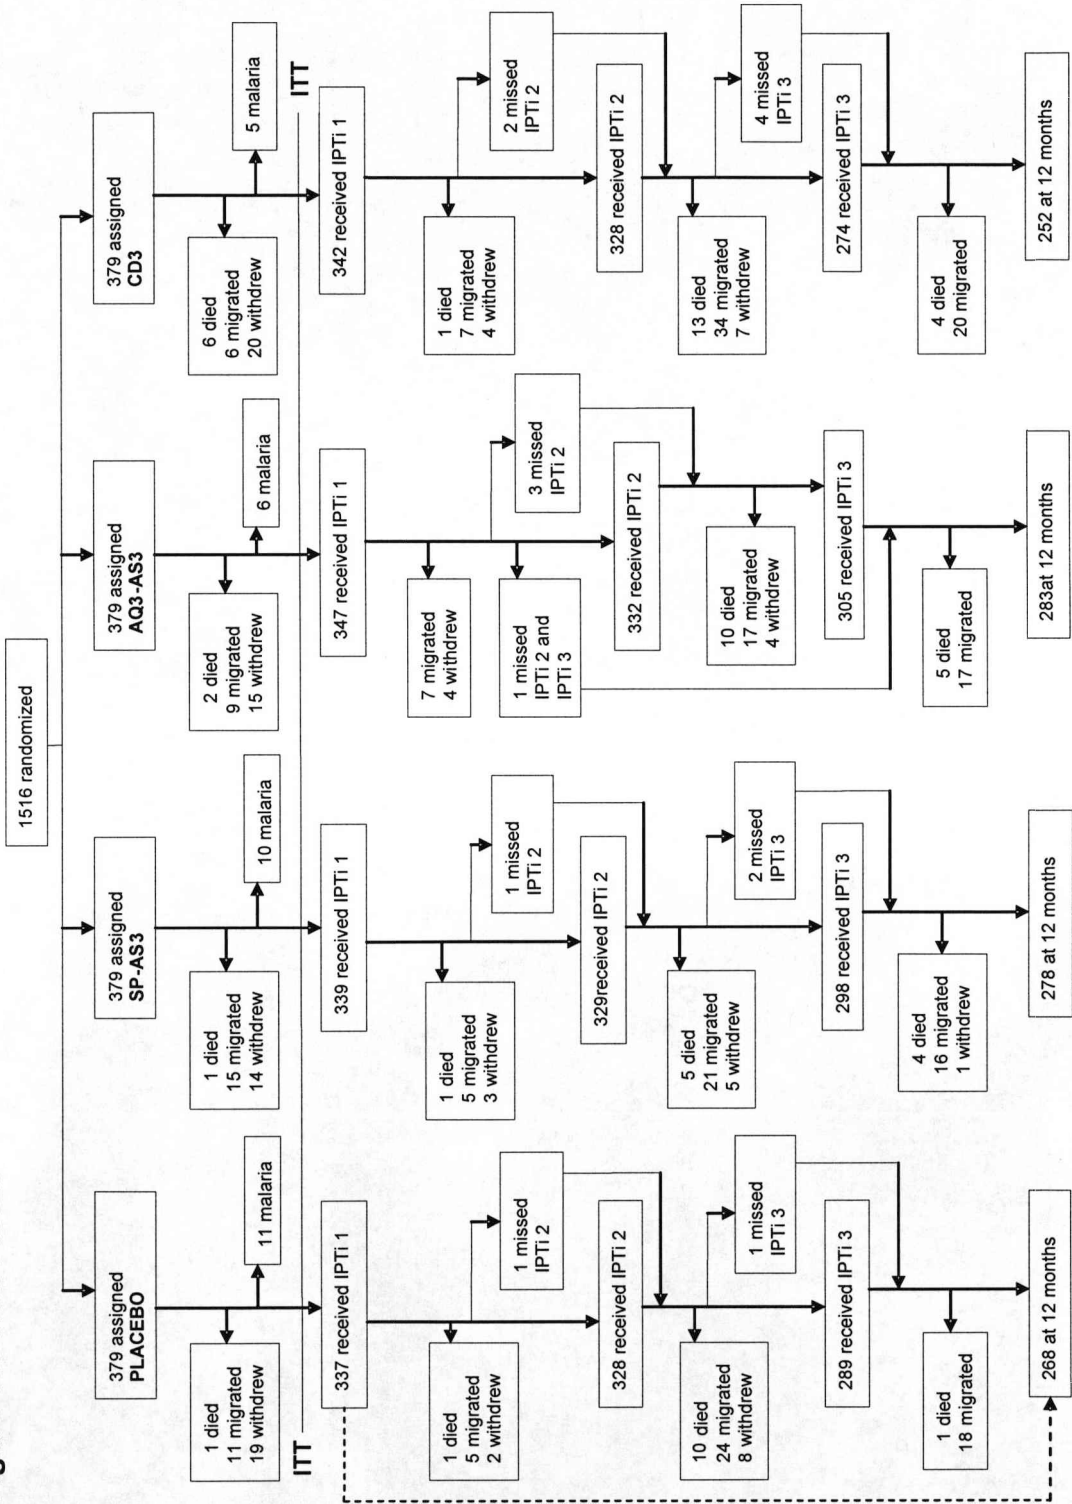 1516 randomized
379 assigned
PLACEBO
1 died
11 migrated
19 withdrew
11 malaria
379 assigned
SP-AS3
1 died
15 migrated
14 withdrew
10 malaria
379 assigned
AQ3-AS3
2 died
9 migrated
15 withdrew
6 malaria
379 assigned
CD3
6 died
6 migrated
20 withdrew
5 malaria
ITT
ITT
337 received IPTi 1
1 died
5 migrated
2 withdrew
1 missed
IPTi 2
328 received IPTi 2
10 died
24 migrated
8 withdrew
1 missed
IPTi 3
289 received IPTi 3
1 died
18 migrated
268 at 12 months
339 received IPTi 1
1 died
5 migrated
3 withdrew
1 missed
IPTi 2
329received IPTi 2
5 died
21 migrated
5 withdrew
2 missed
IPTi 3
298 received IPTi 3
4 died
16 migrated
1 withdrew
278 at 12 months
347 received IPTi 1
7 migrated
4 withdrew
3 missed
IPTi 2
1 missed
IPTi 2 and
IPTi 3
332 received IPTi 2
10 died
17 migrated
4 withdrew
305 received IPTi 3
5 died
17 migrated
283at 12 months
342 received IPTi 1
1 died
7 migrated
4 withdrew
2 missed
IPTi 2
328 received IPTi 2
13 died
34 migrated
7 withdrew
4 missed
IPTi 3
274 received IPTi 3
4 died
20 migrated
252 at 12 months